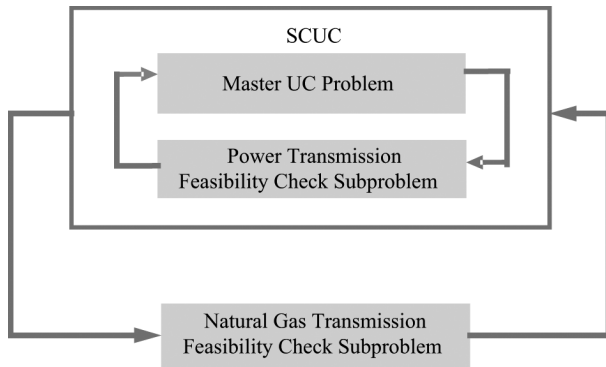 SCUC
Master UC Problem
Power Transmission
Feasibility Check Subproblem
Natural Gas Transmission
Feasibility Check Subproblem